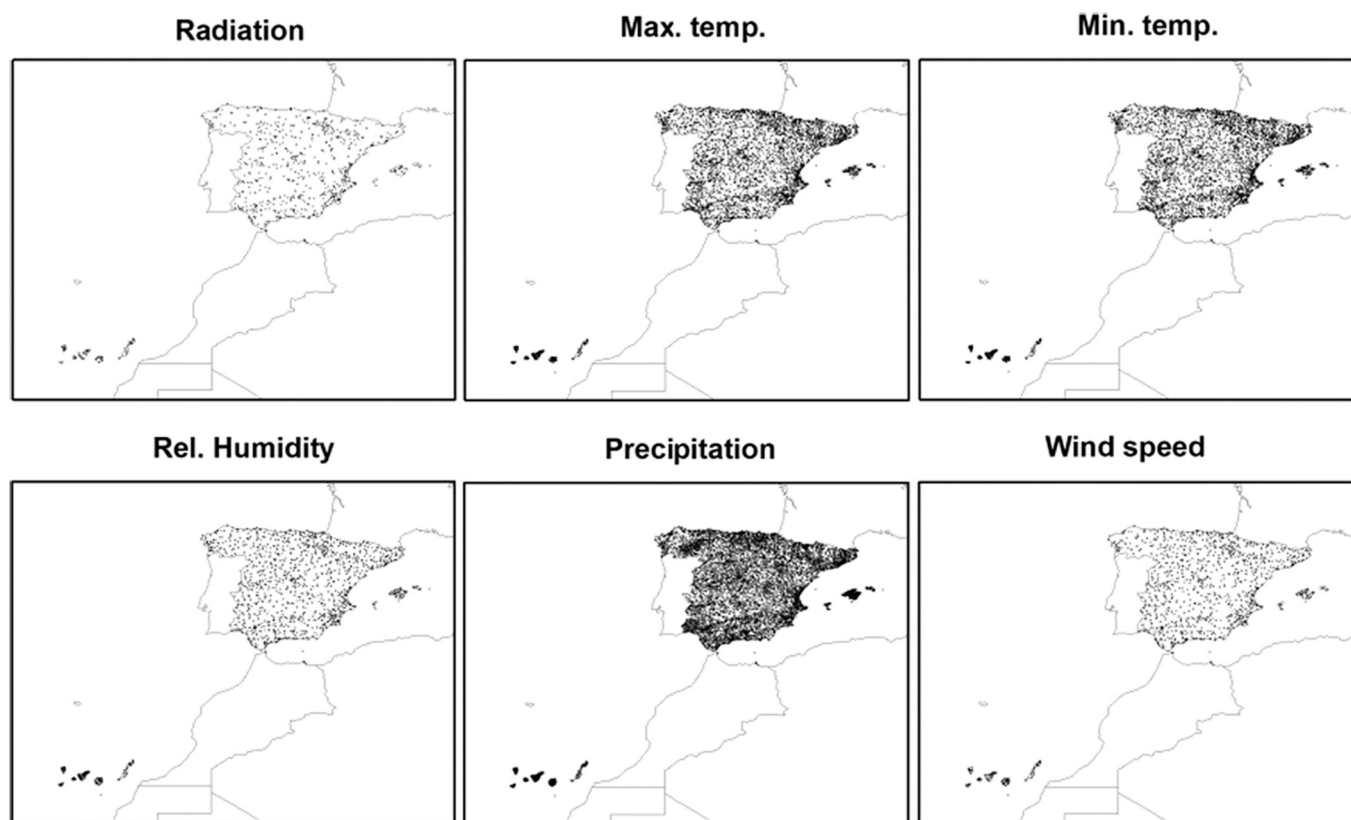 Radiation
Max. temp.
Min. temp.
Rel. Humidity
Precipitation
Wind speed